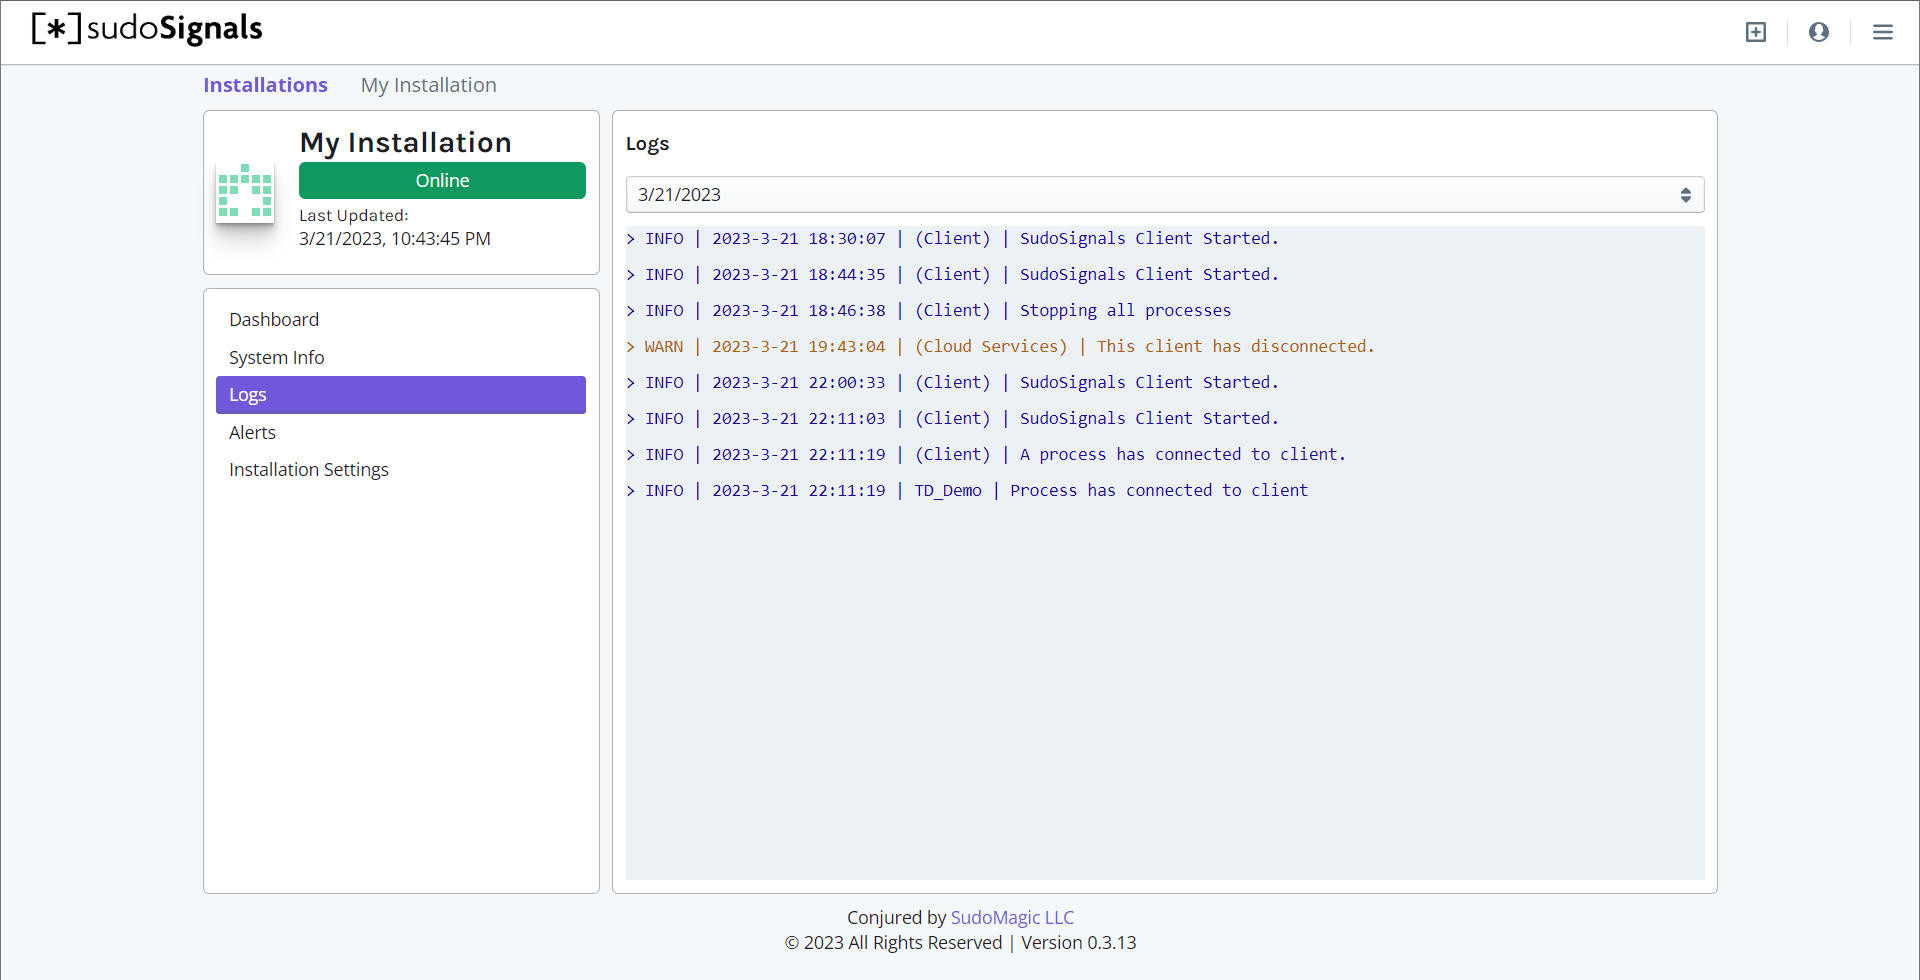 [*] sudoSignals
Installations My Installation
My Installation
Online
Last Updated:
3/21/2023, 10:43:45 PM
Dashboard
System Info
Logs
Alerts
Installation Settings
Logs
3/21/2023
> INFO | 2023-3-21 18:30:07 | (Client) | SudoSignals Client Started.
> INFO | 2023-3-21 18:44:35 | (Client) | SudoSignals Client Started.
> INFO | 2023-3-21 18:46:38 | (Client) | Stopping all processes
> WARN | 2023-3-21 19:43:04 | (Cloud Services) | This client has disconnected.
> INFO | 2023-3-21 22:00:33 | (Client) | SudoSignals Client Started.
> INFO | 2023-3-21 22:11:03 | (Client) | SudoSignals Client Started.
> INFO | 2023-3-21 22:11:19 | (Client) | A process has connected to client.
> INFO | 2023-3-21 22:11:19 | TD_Demo | Process has connected to client
Conjured by SudoMagic LLC
© 2023 All Rights Reserved | Version 0.3.13